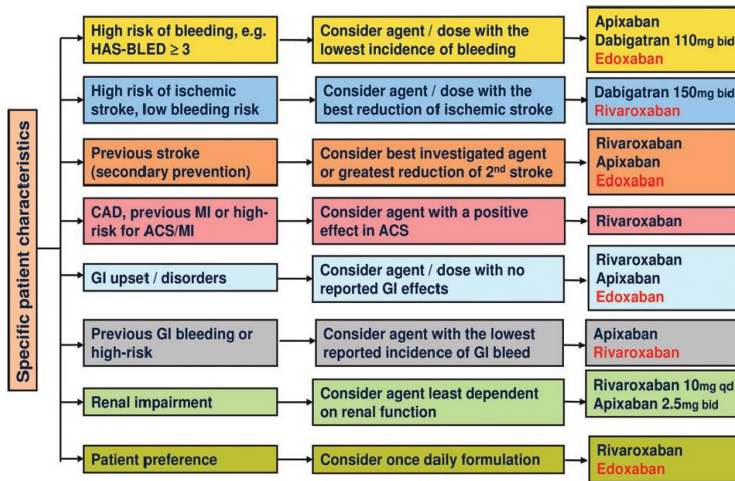 Specific patient characteristics
High risk of bleeding, e.g.
HAS-BLED ≥ 3
Consider agent / dose with the
lowest incidence of bleeding
Apixaban
Dabigatran 110mg bid
Edoxaban
High risk of ischemic
stroke, low bleeding risk
Consider agent / dose with the
best reduction of ischemic stroke
Dabigatran 150mg bid
Rivaroxaban
Previous stroke
(secondary prevention)
Consider best investigated agent
or greatest reduction of 2nd stroke
Rivaroxaban
Apixaban
Edoxaban
CAD, previous MI or high-
risk for ACS/MI
Consider agent with a positive
effect in ACS
Rivaroxaban
GI upset / disorders
Consider agent / dose with no
reported GI effects
Rivaroxaban
Apixaban
Edoxaban
Previous GI bleeding or
high-risk
Consider agent with the lowest
reported incidence of GI bleed
Apixaban
Rivaroxaban
Renal impairment
Consider agent least dependent
on renal function
Rivaroxaban 10mg qd
Apixaban 2.5mg bid
Patient preference
Consider once daily formulation
Rivaroxaban
Edoxaban